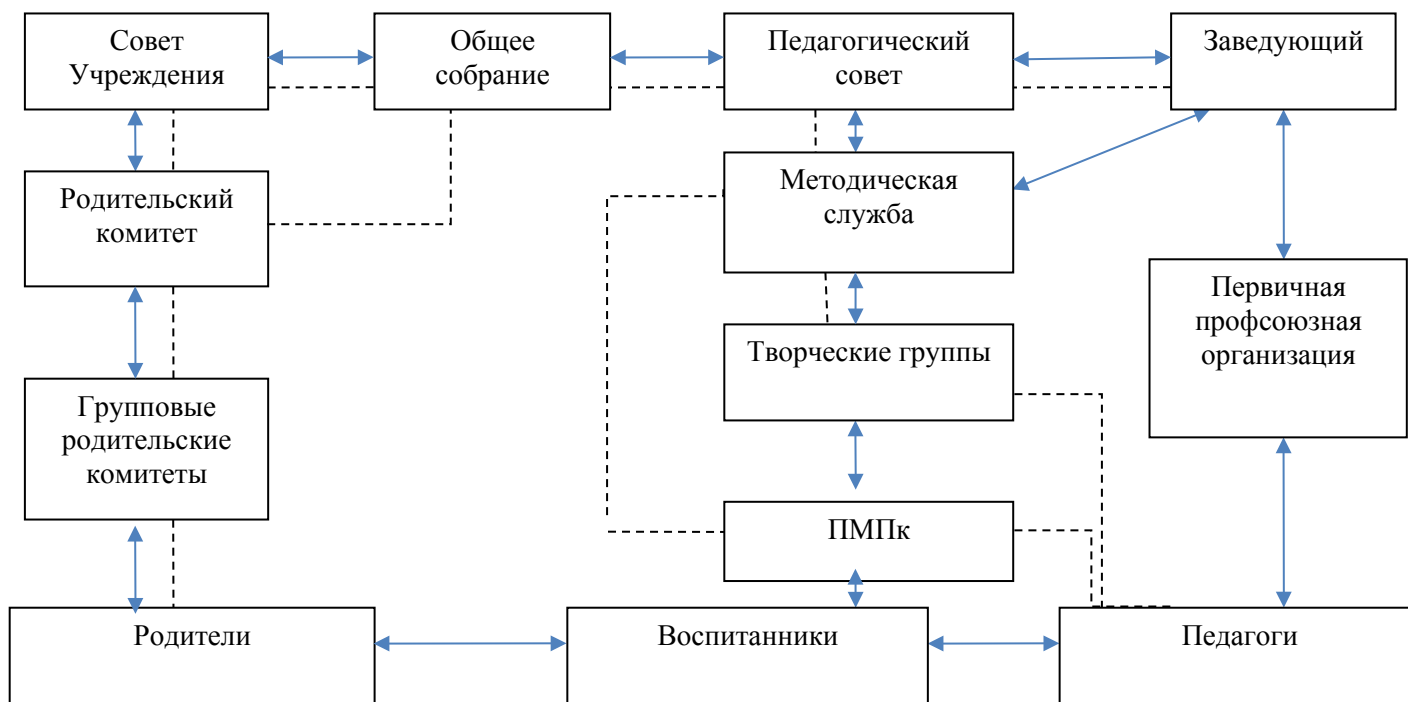 Совет
Учреждения
Общее
собрание
Педагогический
совет
Заведующий
Родительский
комитет
Методическая
служба
Первичная
профсоюзная
организация
Творческие группы
Групповые
родительские
комитеты
ПМПк
Родители
Воспитанники
Педагоги